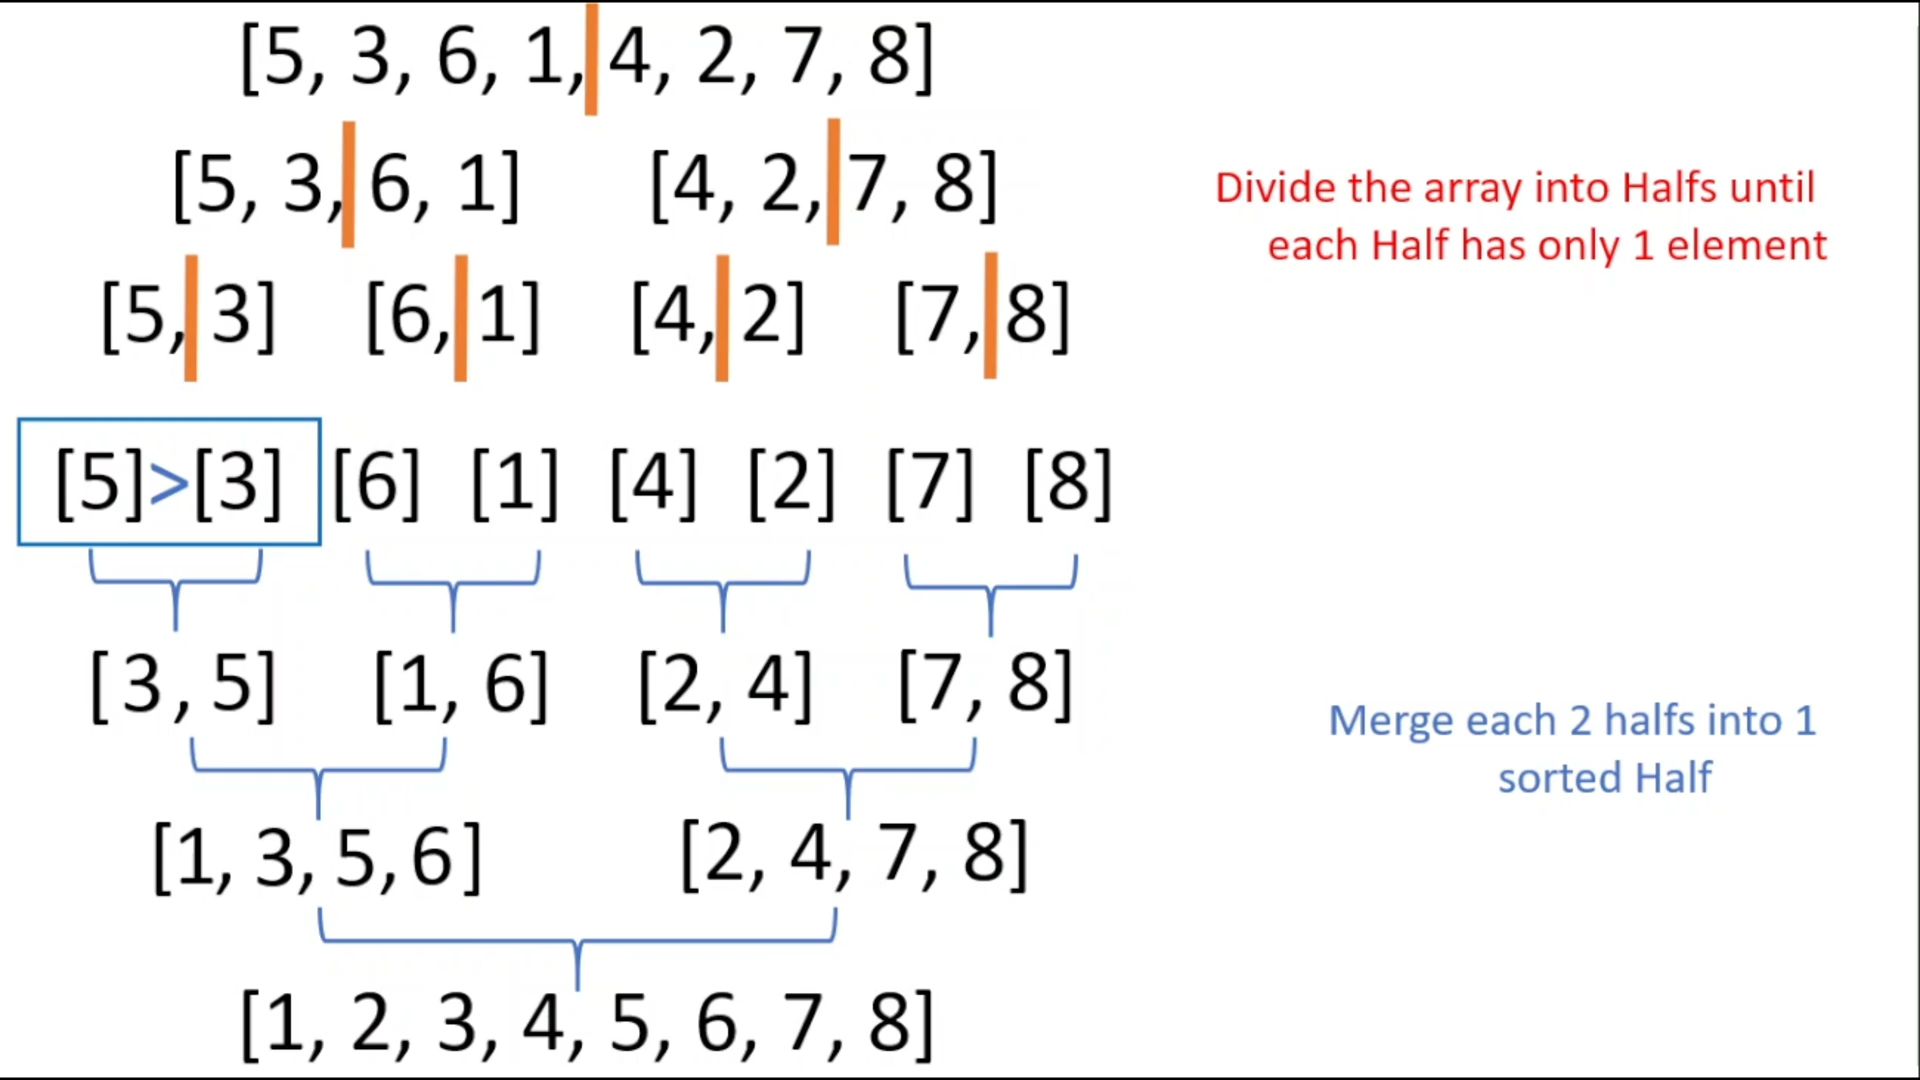 [5, 3, 6, 1, 4, 2, 7, 8]
[5, 3, 6, 1] [4, 2, 7, 8]
Divide the array into Halfs until
each Half has only 1 element
[5, 3] [6, 1] [4, 2] [7, 8]
[5]>[3] [6] [1] [4] [2] [7] [8]
[3, 5] [1, 6] [2, 4] [7, 8]
Merge each 2 halfs into 1
sorted Half
[1, 3, 5, 6] [2, 4, 7, 8]
[1, 2, 3, 4, 5, 6, 7, 8]